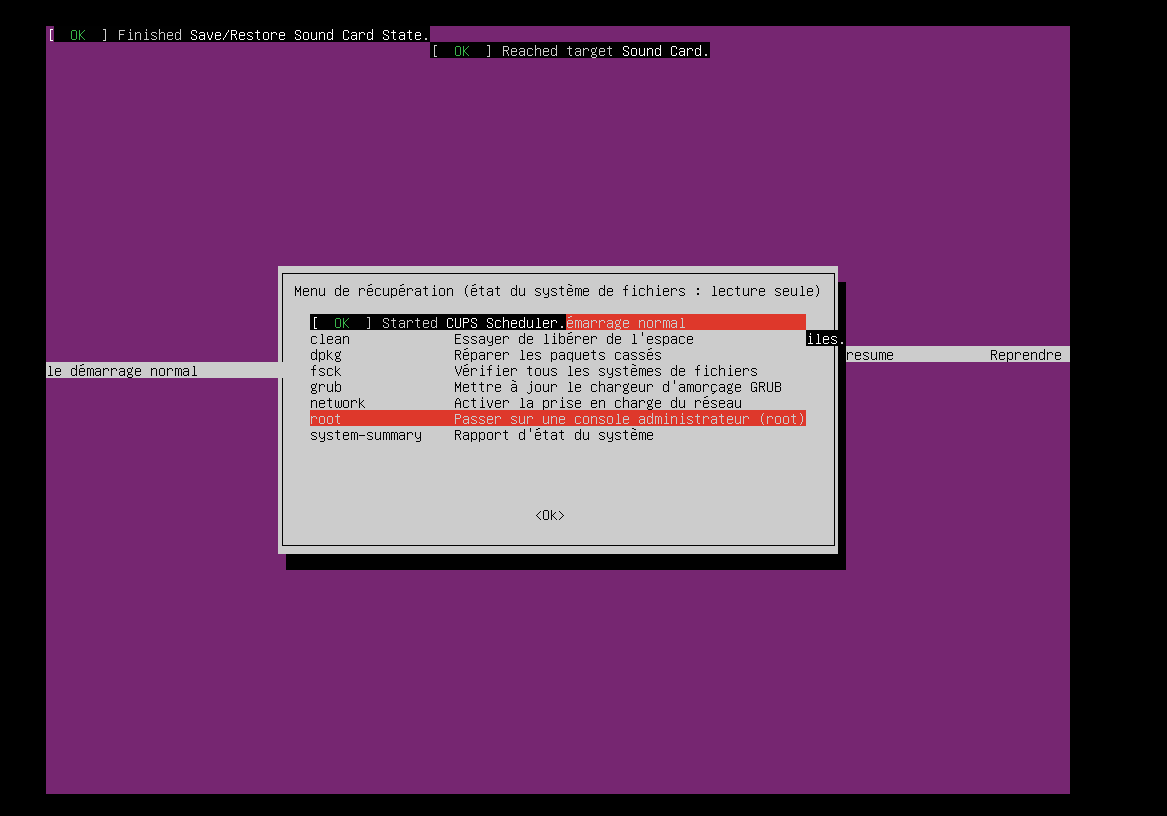 [  OK  ] Finished Save/Restore Sound Card State.
[  OK  ] Reached target Sound Card.
Menu de récupération (état du système de fichiers : lecture seule)
[  OK  ] Started CUPS Scheduler.émarrage normal
clean Essayer de libérer de l'espace iles.
dpkg Réparer les paquets cassés resume Reprendre
le démarrage normal fsck Vérifier tous les systèmes de fichiers
grub Mettre à jour le chargeur d'amorçage GRUB
network Activer la prise en charge du réseau
root Passer sur une console administrateur (root)
system-summary Rapport d'état du système
<Ok>